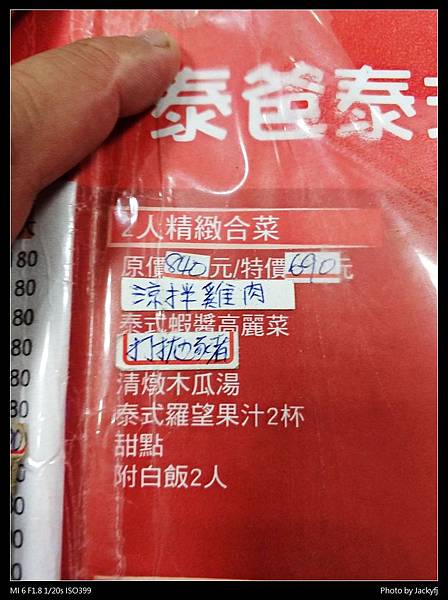 泰爸泰
2人精緻合菜
原價840元/特價690元
涼拌雞肉
泰式蝦醬高麗菜
打拋豬
清燉木瓜湯
泰式羅望果汁2杯
甜點
附白飯2人
80
80
80
80
80
80
MI 6 F1.8 1/20s ISO399
Photo by Jackyfj